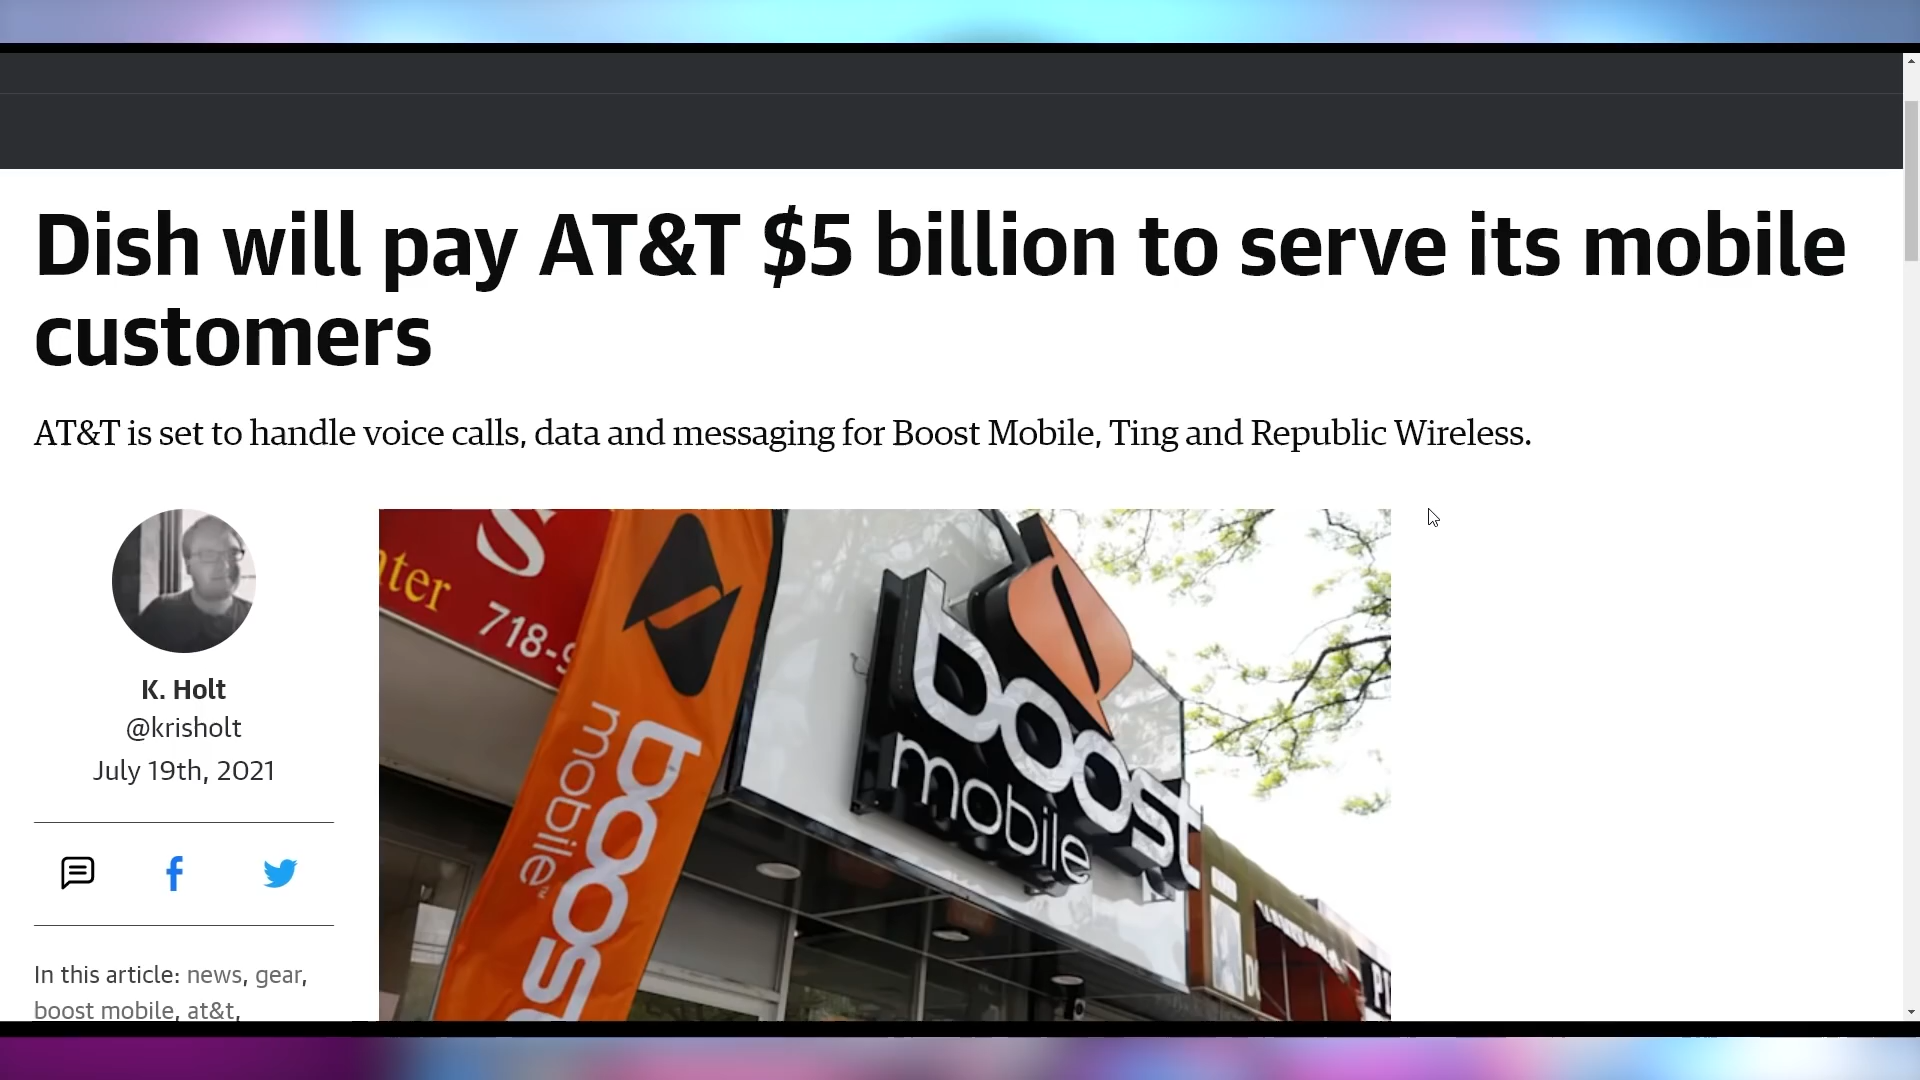 Dish will pay AT&T $5 billion to serve its mobile
customers
AT&T is set to handle voice calls, data and messaging for Boost Mobile, Ting and Republic Wireless.
K. Holt
@krisholt
July 19th, 2021
In this article: news, gear,
boost mobile, at&t,
718-
boost
mobile
boost
mobile